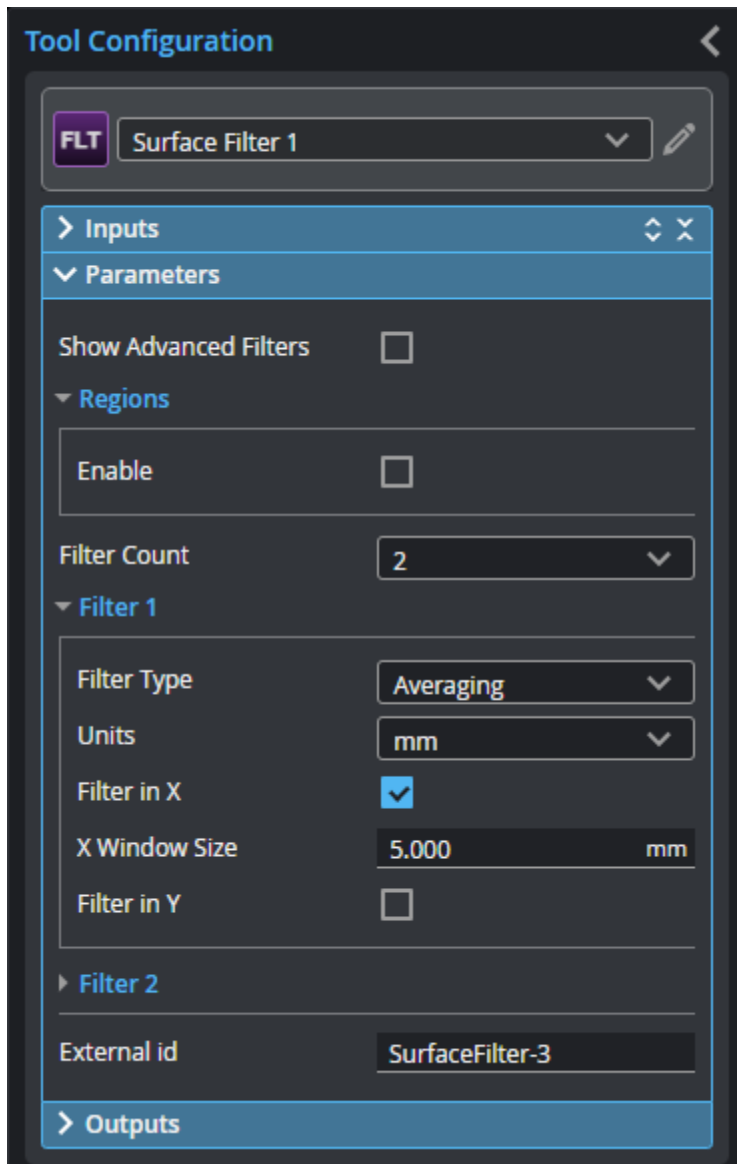 Tool Configuration
FLT Surface Filter 1
Inputs
Parameters
Show Advanced Filters
Regions
Enable
Filter Count 2
Filter 1
Filter Type Averaging
Units mm
Filter in X
X Window Size 5.000 mm
Filter in Y
Filter 2
External id SurfaceFilter-3
Outputs